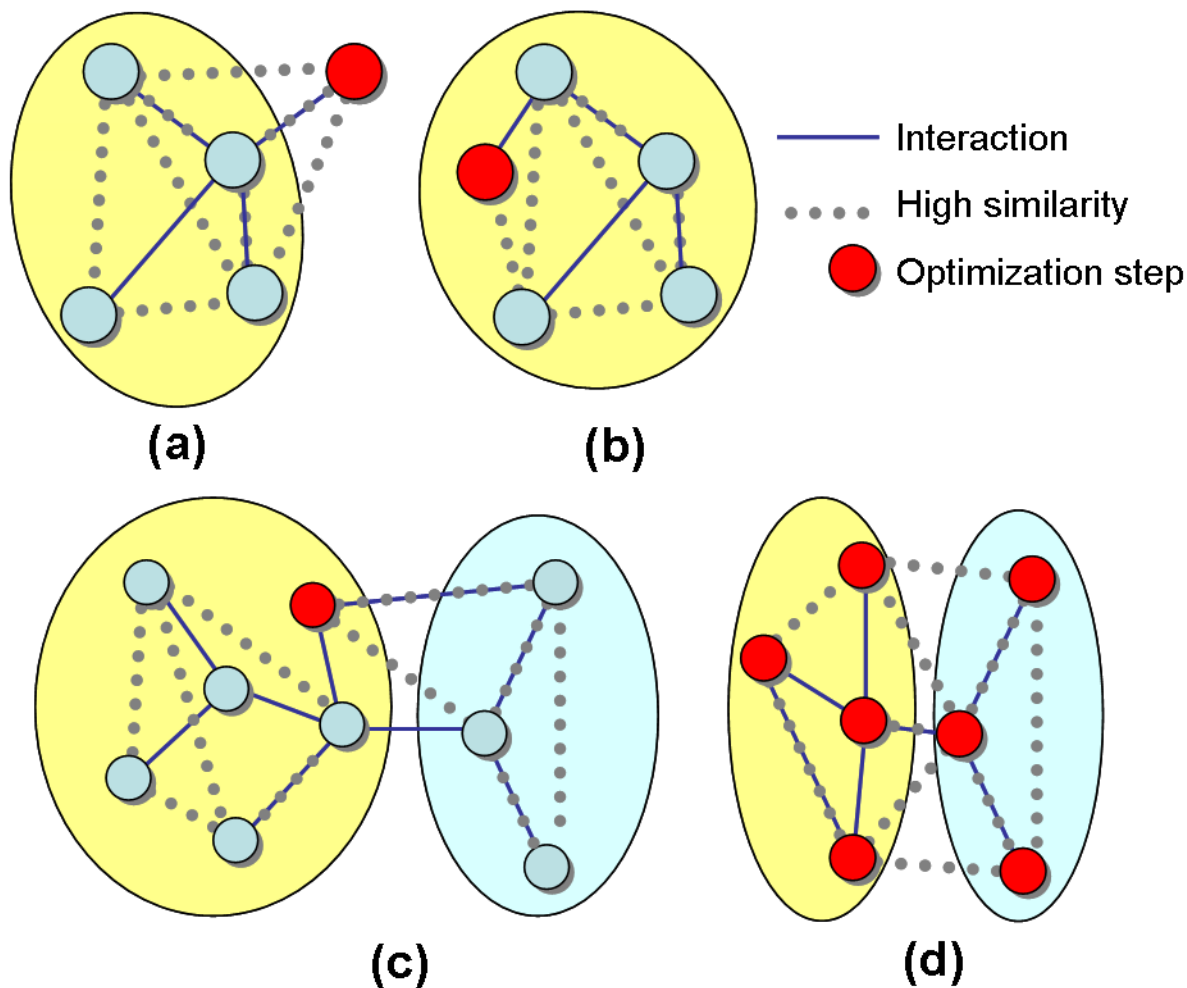 Interaction
High similarity
Optimization step
(a)
(b)
(c)
(d)